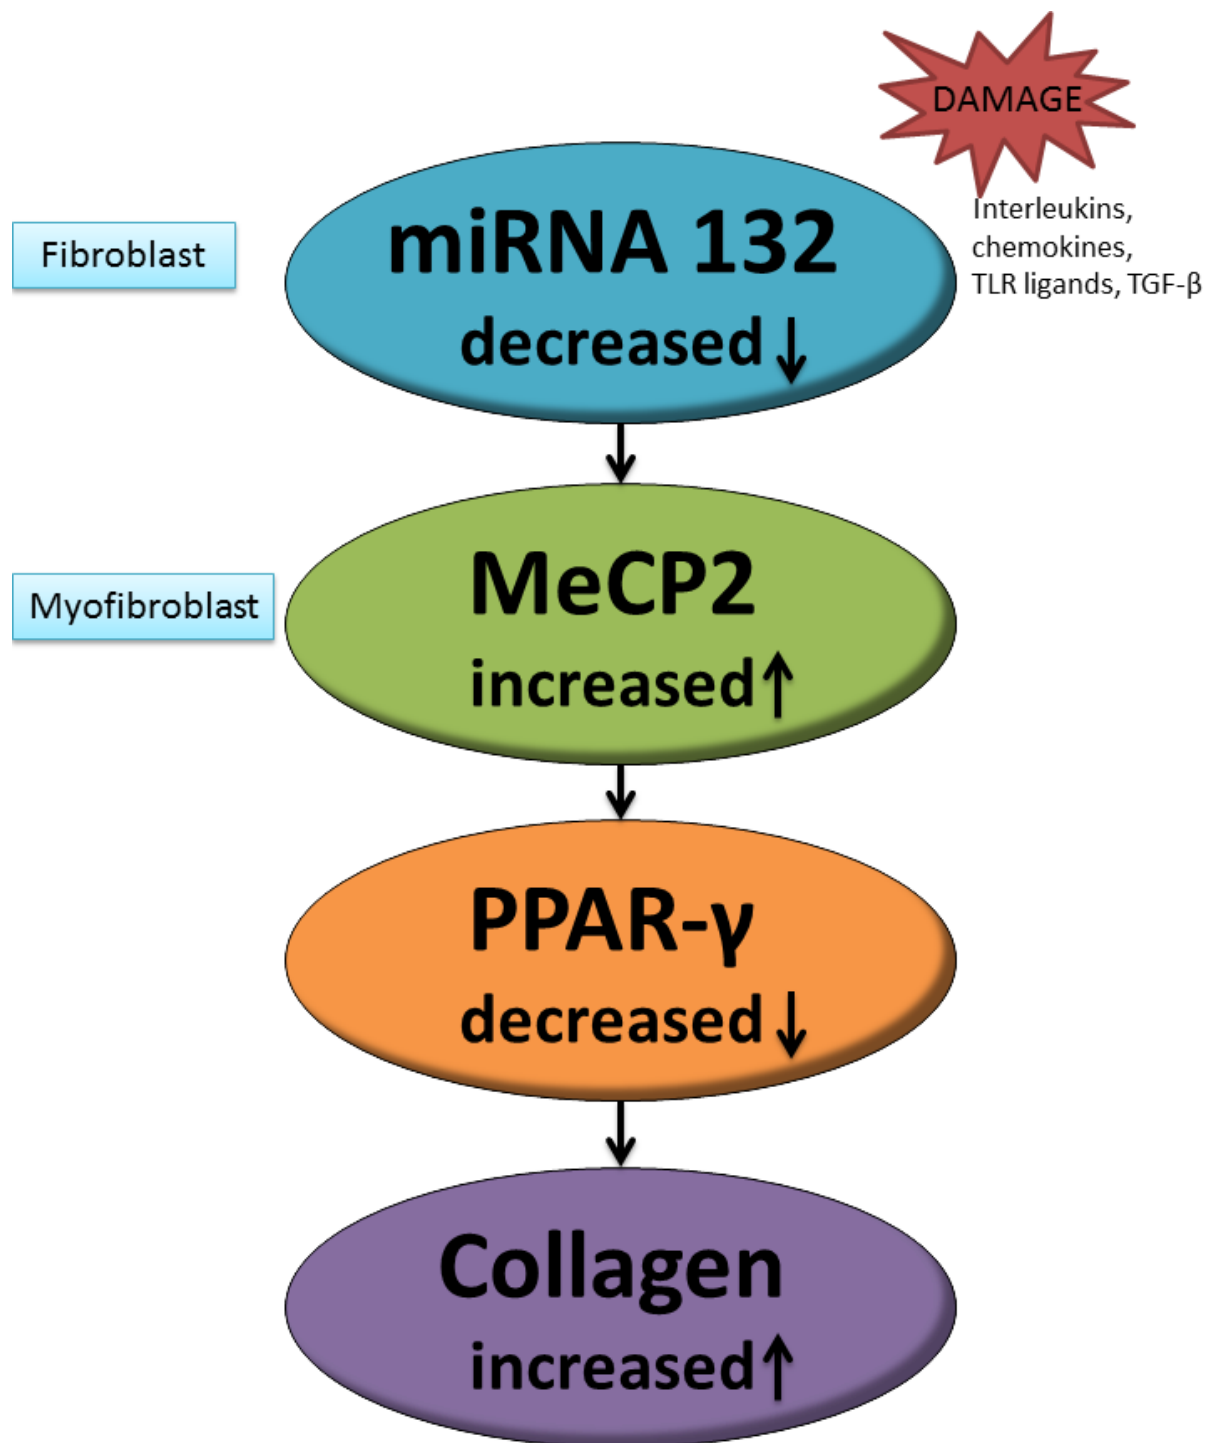 DAMAGE
Interleukins,
chemokines,
TLR ligands, TGF-β
Fibroblast
miRNA 132
decreased ↓
Myofibroblast
MeCP2
increased ↑
PPAR-γ
decreased ↓
Collagen
increased ↑